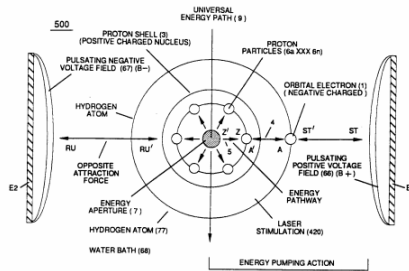 500
UNIVERSAL
ENERGY PATH ( 9 )
PROTON SHELL (3)
(POSITIVE CHARGED NUCLEUS)
PROTON
PARTICLES (6a XXX 6n)
PULSATING NEGATIVE
VOLTAGE FIELD (67) (B–)
ORBITAL ELECTRON (1)
( NEGATIVE CHARGED )
HYDROGEN
ATOM
4
ST'
ST
Z'
Z
RU
RU'
A'
A
5
OPPOSITE
ATTRACTION
FORCE
PULSATING
POSITIVE VOLTAGE
FIELD (66) (B +)
E2
E
ENERGY
PATHWAY
ENERGY
APERTURE ( 7 )
LASER
STIMULATION (420)
HYDROGEN ATOM (77)
WATER BATH (68)
ENERGY PUMPING ACTION